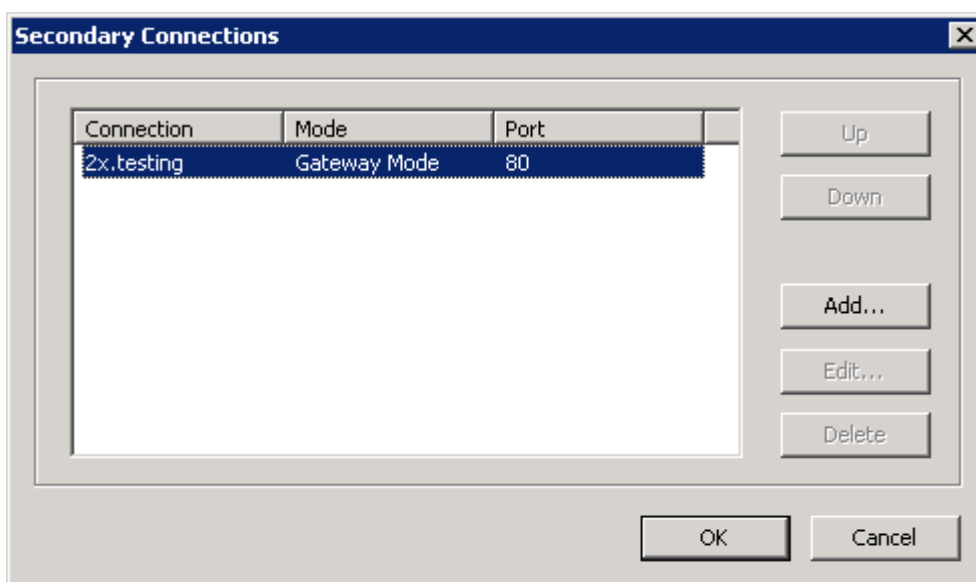 Secondary Connections
Connection Mode Port
2x.testing Gateway Mode 80
Up
Down
Add...
Edit...
Delete
OK Cancel